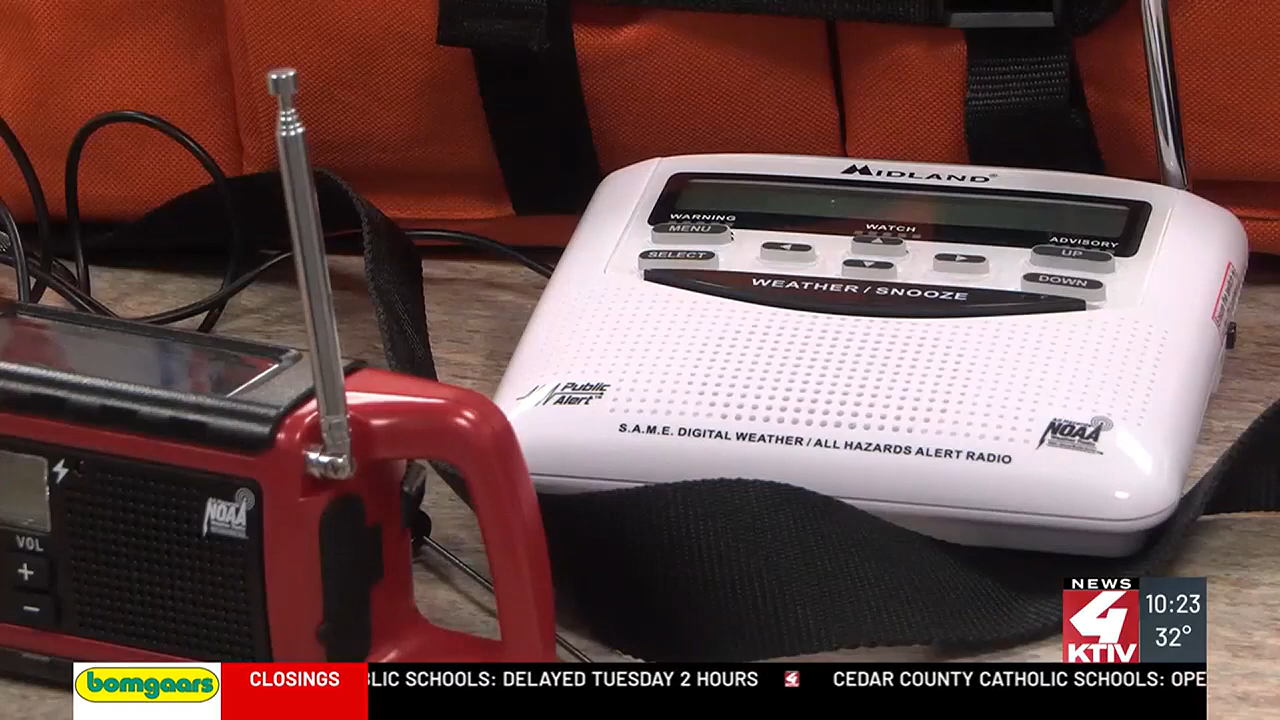 MIDLAND
WARNING
WATCH
ADVISORY
MENU
UP
SELECT
DOWN
WEATHER / SNOOZE
Public
Alert
S.A.M.E. DIGITAL WEATHER / ALL HAZARDS ALERT RADIO
NOAA
NOAA
VOL
+
−
NEWS
4
KTIV
10:23
32°
bomgaars
CLOSINGS
LIC SCHOOLS: DELAYED TUESDAY 2 HOURS
4
CEDAR COUNTY CATHOLIC SCHOOLS: OPE